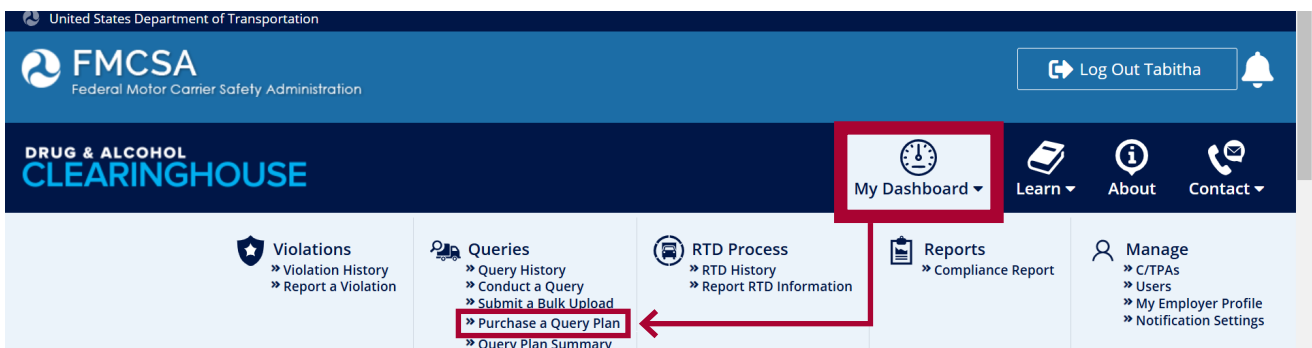 United States Department of Transportation
FMCSA
Federal Motor Carrier Safety Administration
Log Out Tabitha
DRUG & ALCOHOL
CLEARINGHOUSE
My Dashboard
Learn
About
Contact
Violations
» Violation History
» Report a Violation
Queries
» Query History
» Conduct a Query
» Submit a Bulk Upload
» Purchase a Query Plan
» Query Plan Summary
RTD Process
» RTD History
» Report RTD Information
Reports
» Compliance Report
Manage
» C/TPAs
» Users
» My Employer Profile
» Notification Settings